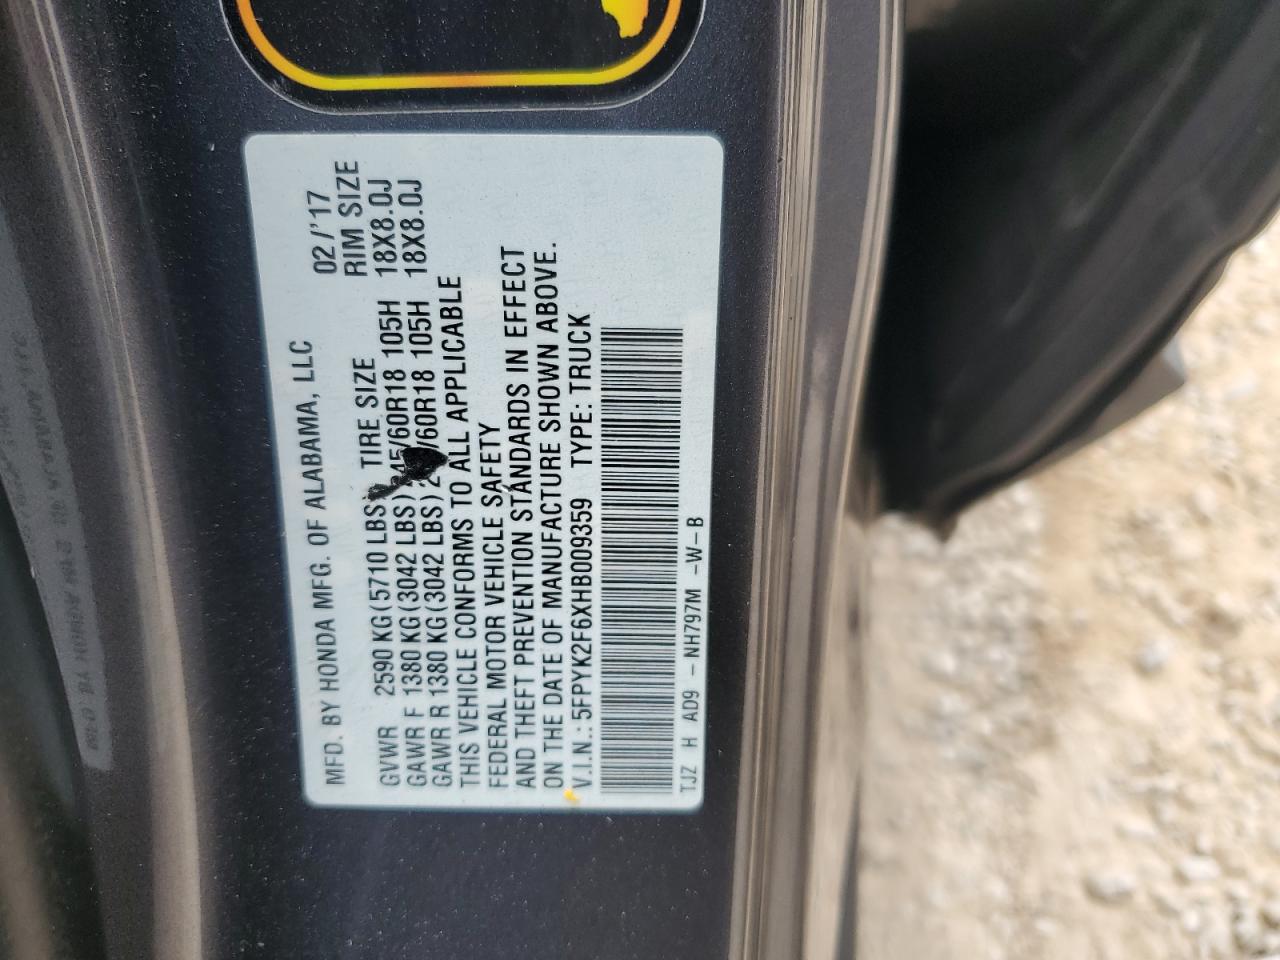 MFD. BY HONDA MFG. OF ALABAMA, LLC 02/'17
GVWR 2590 KG(5710 LBS) TIRE SIZE RIM SIZE
GAWR F 1380 KG(3042 LBS) 245/60R18 105H 18X8.0J
GAWR R 1380 KG(3042 LBS) /60R18 105H 18X8.0J
THIS VEHICLE CONFORMS TO ALL APPLICABLE
FEDERAL MOTOR VEHICLE SAFETY
AND THEFT PREVENTION STANDARDS IN EFFECT
ON THE DATE OF MANUFACTURE SHOWN ABOVE.
V.I.N.: 5FPYK2F6XHB009359 TYPE: TRUCK
TJZ H AD9 -NH797M -W-B